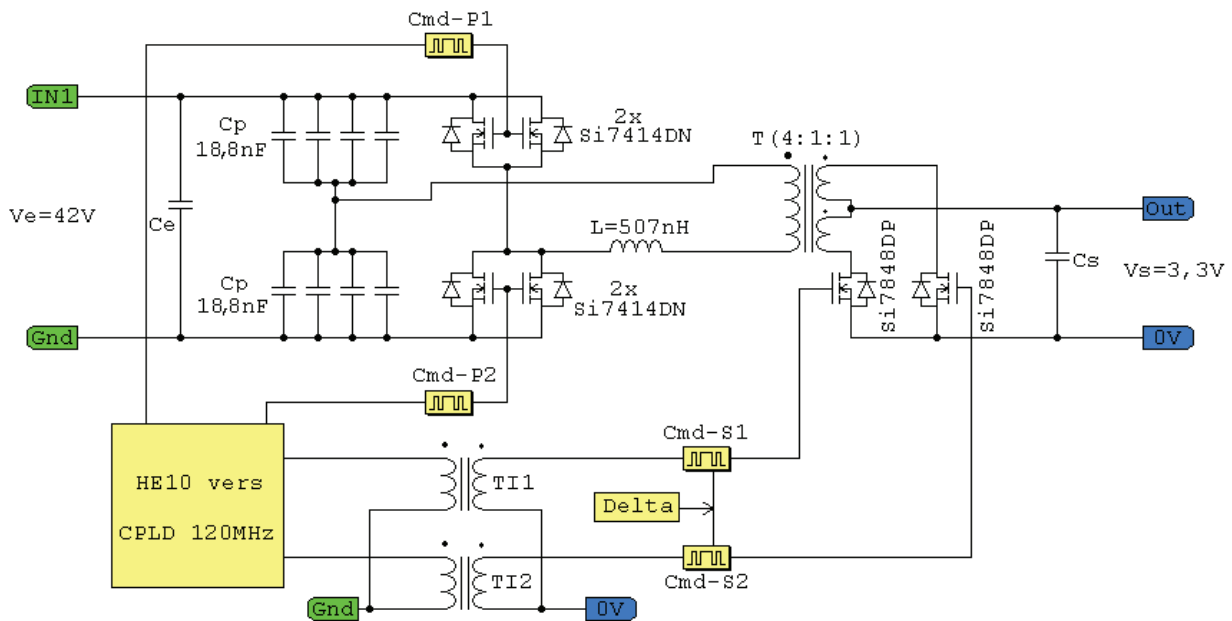 Cmd-P1
IN1
Cp
18,8nF
2x
Si7414DN
T(4:1:1)
Ve=42V
Ce
L=507nH
Out
Cp
18,8nF
2x
Si7414DN
Si7848DP
Si7848DP
Cs
Vs=3,3V
Gnd
0V
Cmd-P2
Cmd-S1
HE10 vers
CPLD 120MHz
TI1
Delta
TI2
Cmd-S2
Gnd
0V